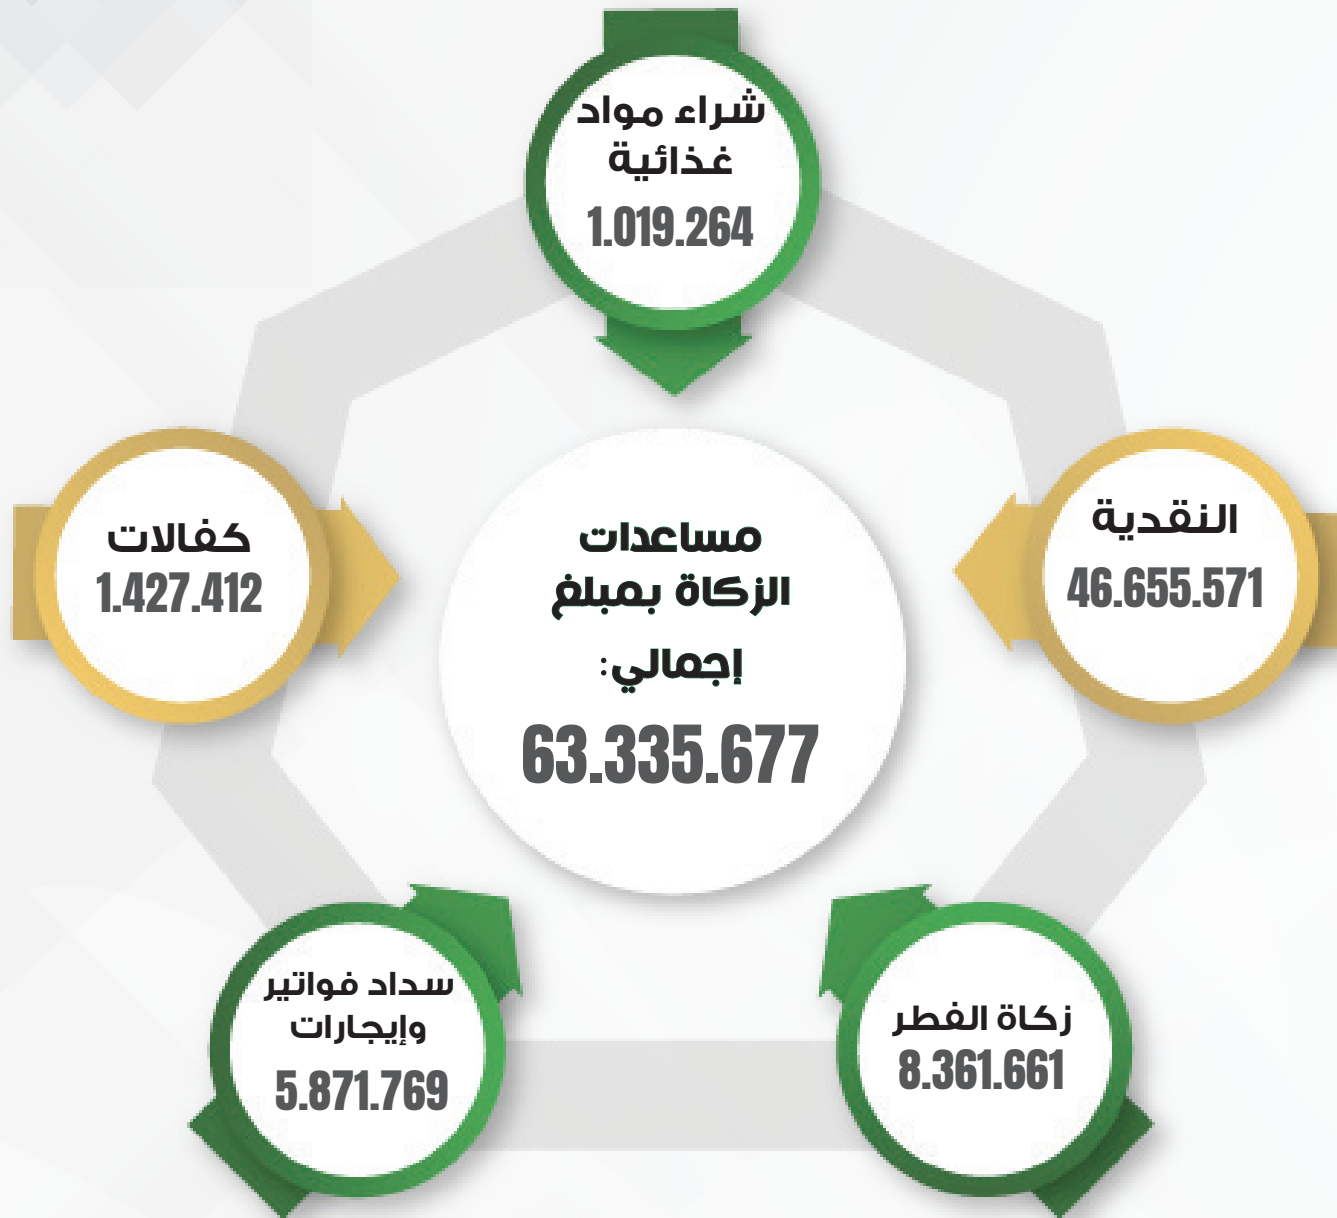 شراء مواد
غذائية
1.019.264
النقدية
46.655.571
كفالات
1.427.412
مساعدات
الزكاة بمبلغ
إجمالي:
63.335.677
زكاة الفطر
8.361.661
سداد فواتير
وإيجارات
5.871.769